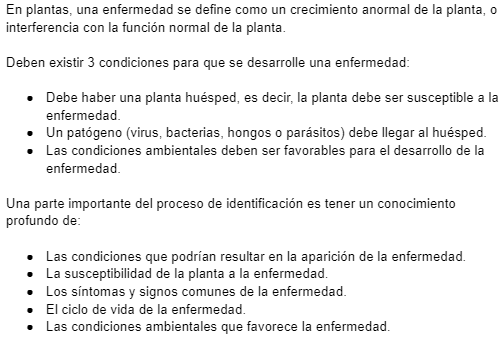 En plantas, una enfermedad se define como un crecimiento anormal de la planta, o
interferencia con la función normal de la planta.
Deben existir 3 condiciones para que se desarrolle una enfermedad:
• Debe haber una planta huésped, es decir, la planta debe ser susceptible a la
enfermedad.
• Un patógeno (virus, bacterias, hongos o parásitos) debe llegar al huésped.
• Las condiciones ambientales deben ser favorables para el desarrollo de la
enfermedad.
Una parte importante del proceso de identificación es tener un conocimiento
profundo de:
• Las condiciones que podrían resultar en la aparición de la enfermedad.
• La susceptibilidad de la planta a la enfermedad.
• Los síntomas y signos comunes de la enfermedad.
• El ciclo de vida de la enfermedad.
• Las condiciones ambientales que favorece la enfermedad.